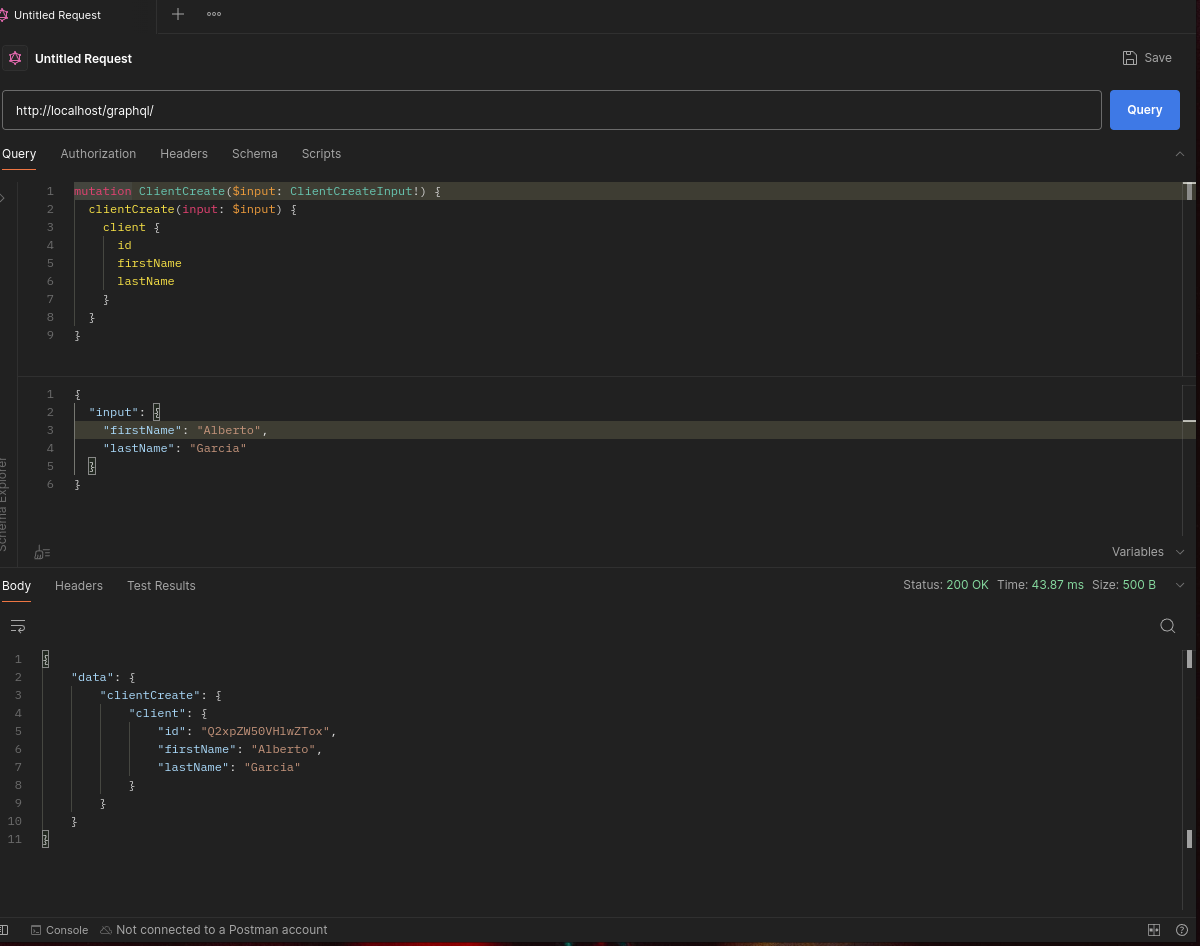 Untitled Request
Untitled Request
Save
http://localhost/graphql/
Query
Query Authorization Headers Schema Scripts
1 mutation ClientCreate($input: ClientCreateInput!) {
2 clientCreate(input: $input) {
3 client {
4 id
5 firstName
6 lastName
7 }
8 }
9 }
1 {
2 "input": {
3 "firstName": "Alberto",
4 "lastName": "Garcia"
5 }
6 }
Schema Explorer
Variables
Body Headers Test Results
Status: 200 OK Time: 43.87 ms Size: 500 B
1 {
2 "data": {
3 "clientCreate": {
4 "client": {
5 "id": "Q2xpZW50VHlwZTox",
6 "firstName": "Alberto",
7 "lastName": "Garcia"
8 }
9 }
10 }
11 }
Console Not connected to a Postman account